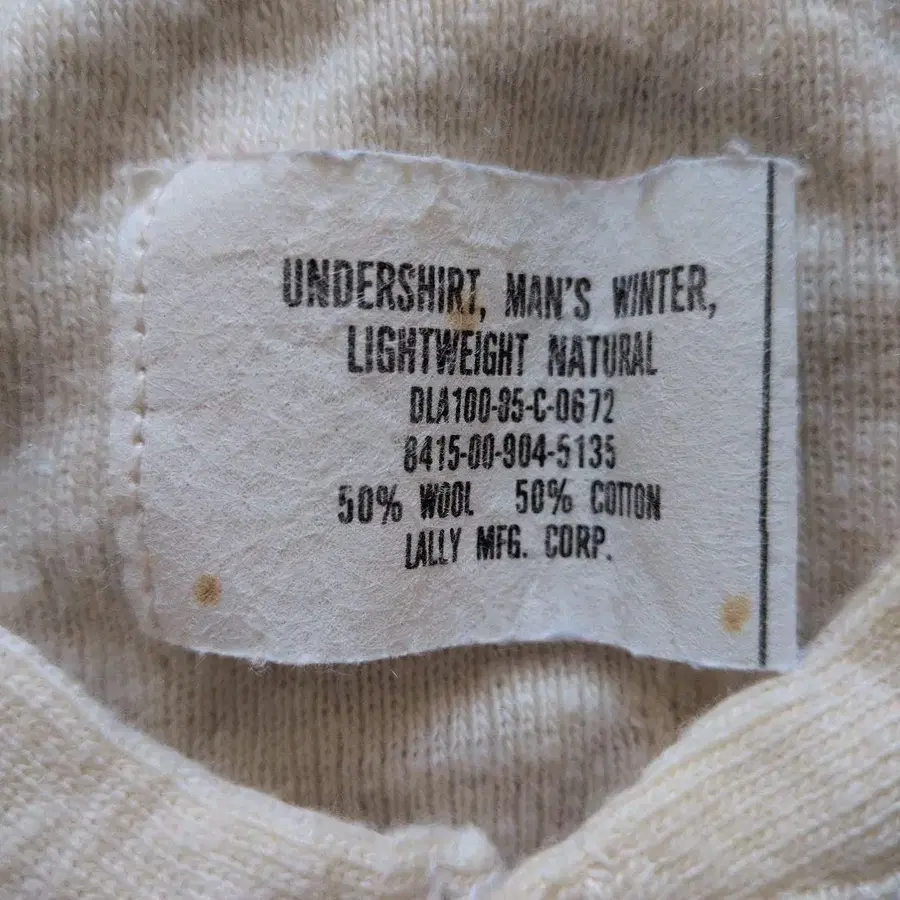 UNDERSHIRT, MAN'S WINTER,
LIGHTWEIGHT NATURAL
DLA100-85-C-0672
8415-00-904-5135
50% WOOL 50% COTTON
LALLY MFG. CORP.